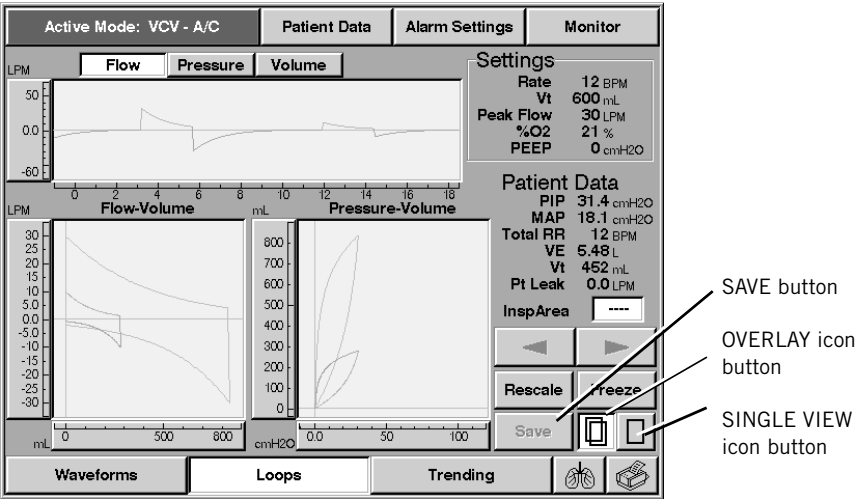 Active Mode: VCV - A/C
Patient Data
Alarm Settings
Monitor
LPM
Flow
Pressure
Volume
50
0.0
-60
0 2 4 6 8 10 12 14 16 18
Settings
Rate 12 BPM
Vt 600 mL
Peak Flow 30 LPM
%O2 21 %
PEEP 0 cmH2O
LPM
Flow-Volume
30
25
20
15
10
5.0
0.0
-5.0
-10
-15
-20
-25
-30
mL
0 500 800
mL
Pressure-Volume
800
700
600
500
400
300
200
100
0
cmH2O
0.0 50 100
Patient Data
PIP 31.4 cmH2O
MAP 18.1 cmH2O
Total RR 12 BPM
VE 5.48 L
Vt 452 mL
Pt Leak 0.0 LPM
InspArea ----
Rescale
Freeze
Save
Waveforms
Loops
Trending
SAVE button
OVERLAY icon
button
SINGLE VIEW
icon button